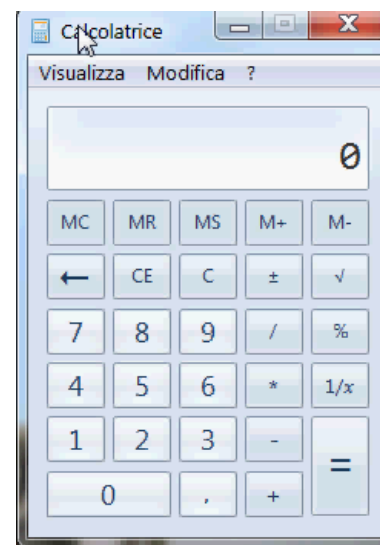 Calcolatrice
Visualizza Modifica ?
0
MC MR MS M+ M-
← CE C ± √
7 8 9 / %
4 5 6 * 1/x
1 2 3 - =
0 , +